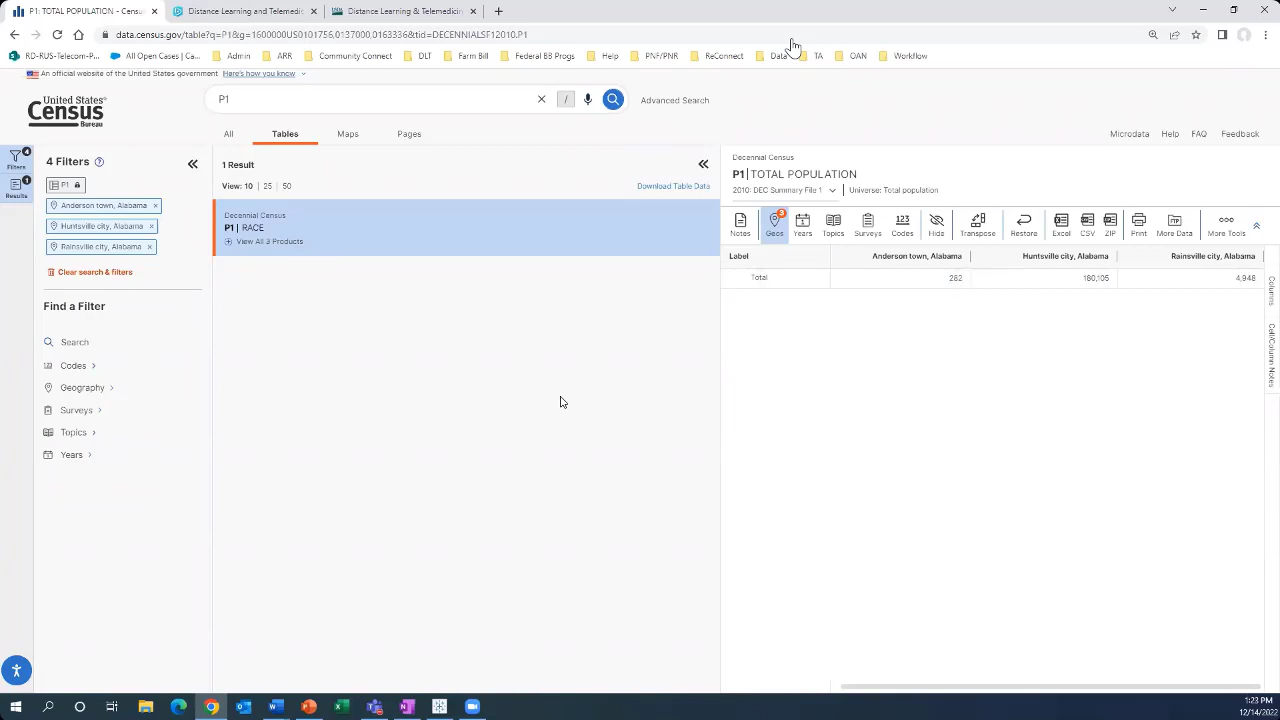 P1: TOTAL POPULATION - Census
Distance Learning and Telemedic
Distance Learning & Telemedicin
data.census.gov/table?q=P1&g=1600000US0101756,0137000,0163336&tid=DECENNIALSF12010.P1
RD-RUS-Telecom-P...
All Open Cases | Ca...
Admin
ARR
Community Connect
DLT
Farm Bill
Federal BB Progs
Help
PNF/PNR
ReConnect
Data
TA
OAN
Workflow
An official website of the United States government
Here's how you know
United States®
Census
Bureau
P1
/
Advanced Search
All
Tables
Maps
Pages
Microdata
Help
FAQ
Feedback
4
Filters
1
Results
4 Filters
P1
Anderson town, Alabama ×
Huntsville city, Alabama ×
Rainsville city, Alabama ×
Clear search & filters
Find a Filter
Search
Codes
Geography
Surveys
Topics
Years
1 Result
View: 10 | 25 | 50
Download Table Data
Decennial Census
P1 | RACE
View All 3 Products
Decennial Census
P1 | TOTAL POPULATION
2010: DEC Summary File 1
Universe: Total population
Notes
3
Geos
Years
Topics
Surveys
123
Codes
Hide
Transpose
Restore
Excel
CSV
ZIP
Print
More Data
More Tools
Label
Anderson town, Alabama
Huntsville city, Alabama
Rainsville city, Alabama
Total
282
180,105
4,948
Columns
Cell/Column Notes
1:23 PM
12/14/2022